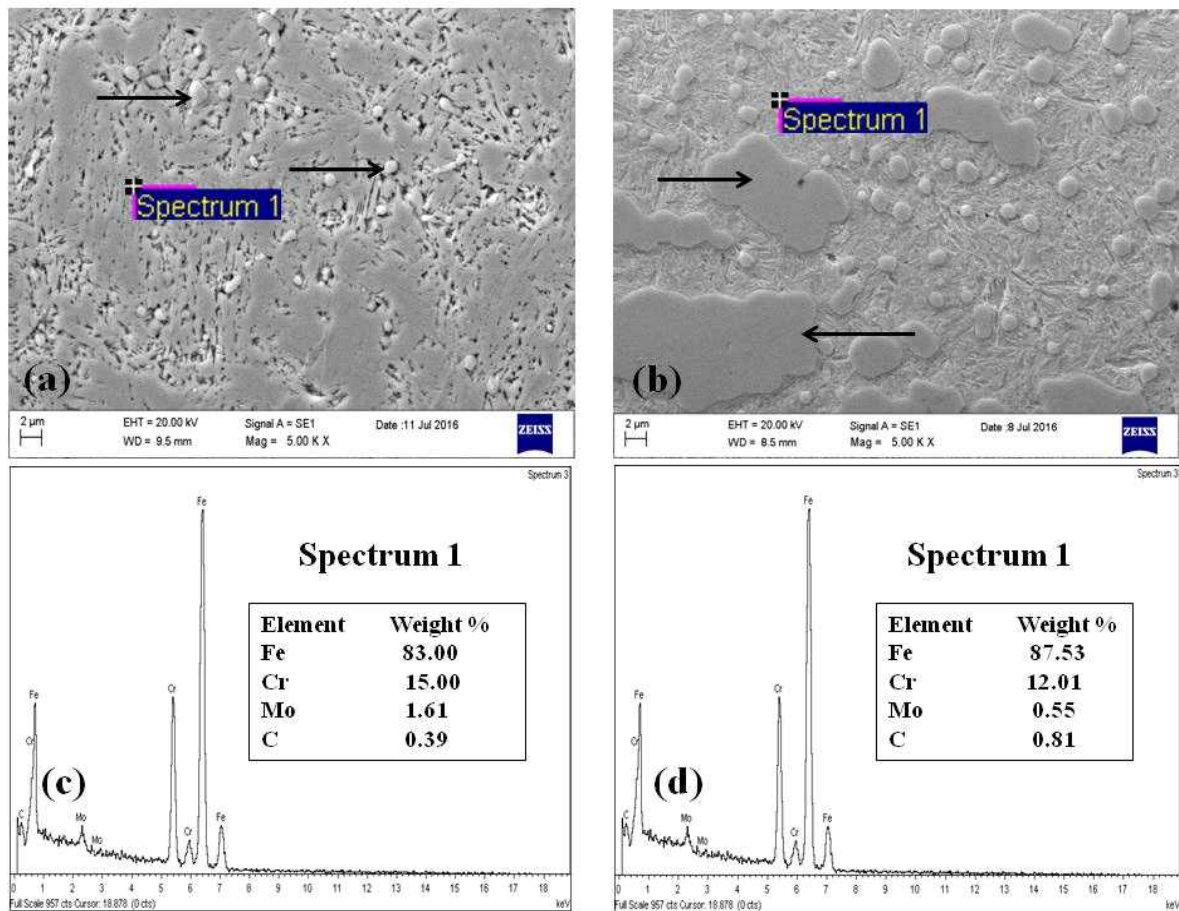 Spectrum 1
(a)
2 µm
EHT = 20.00 kV
Signal A = SE1
Date :11 Jul 2016
WD = 9.5 mm
Mag = 5.00 K X
ZEISS
Spectrum 1
(b)
2 µm
EHT = 20.00 kV
Signal A = SE1
Date :8 Jul 2016
WD = 8.5 mm
Mag = 5.00 K X
ZEISS
Spectrum 3
Fe
Spectrum 1
Element Weight %
Fe 83.00
Cr 15.00
Mo 1.61
C 0.39
Cr
Fe
Cr
(c)
C
Mo
Mo
Cr
Fe
0 1 2 3 4 5 6 7 8 9 10 11 12 13 14 15 16 17 18
Full Scale 957 cts Cursor: 18.878 (0 cts)
keV
Spectrum 3
Fe
Spectrum 1
Element Weight %
Fe 87.53
Cr 12.01
Mo 0.55
C 0.81
Cr
Fe
Cr
(d)
C
Mo
Mo
Cr
Fe
0 1 2 3 4 5 6 7 8 9 10 11 12 13 14 15 16 17 18
Full Scale 957 cts Cursor: 18.878 (0 cts)
keV